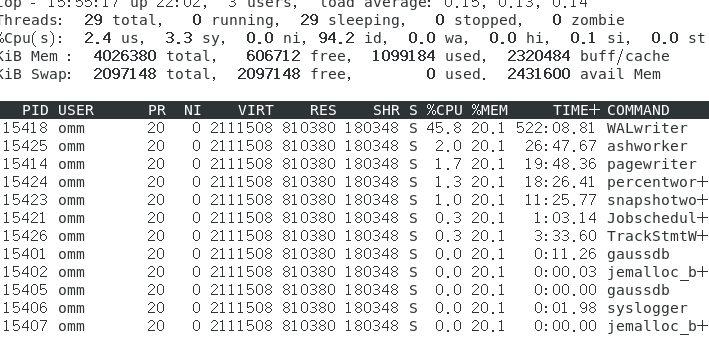 top - 15:55:17 up 22:02,  3 users,  load average: 0.15, 0.13, 0.14
Threads:  29 total,   0 running,  29 sleeping,   0 stopped,   0 zombie
%Cpu(s):  2.4 us,  3.3 sy,  0.0 ni, 94.2 id,  0.0 wa,  0.0 hi,  0.1 si,  0.0 st
KiB Mem :  4026380 total,   606712 free,  1099184 used,  2320484 buff/cache
KiB Swap:  2097148 total,  2097148 free,        0 used.  2431600 avail Mem
PID USER      PR  NI    VIRT    RES    SHR S %CPU %MEM     TIME+ COMMAND
15418 omm       20   0 2111508 810380 180348 S 45.8 20.1 522:08.81 WALwriter
15425 omm       20   0 2111508 810380 180348 S  2.0 20.1  26:47.67 ashworker
15414 omm       20   0 2111508 810380 180348 S  1.7 20.1  19:48.36 pagewriter
15424 omm       20   0 2111508 810380 180348 S  1.3 20.1  18:26.41 percentwor+
15423 omm       20   0 2111508 810380 180348 S  1.0 20.1  11:25.77 snapshotwo+
15421 omm       20   0 2111508 810380 180348 S  0.3 20.1   1:03.14 Jobschedul+
15426 omm       20   0 2111508 810380 180348 S  0.3 20.1   3:33.60 TrackStmtW+
15401 omm       20   0 2111508 810380 180348 S  0.0 20.1   0:11.26 gaussdb
15402 omm       20   0 2111508 810380 180348 S  0.0 20.1   0:00.03 jemalloc_b+
15405 omm       20   0 2111508 810380 180348 S  0.0 20.1   0:00.00 gaussdb
15406 omm       20   0 2111508 810380 180348 S  0.0 20.1   0:01.98 syslogger
15407 omm       20   0 2111508 810380 180348 S  0.0 20.1   0:00.00 jemalloc_b+